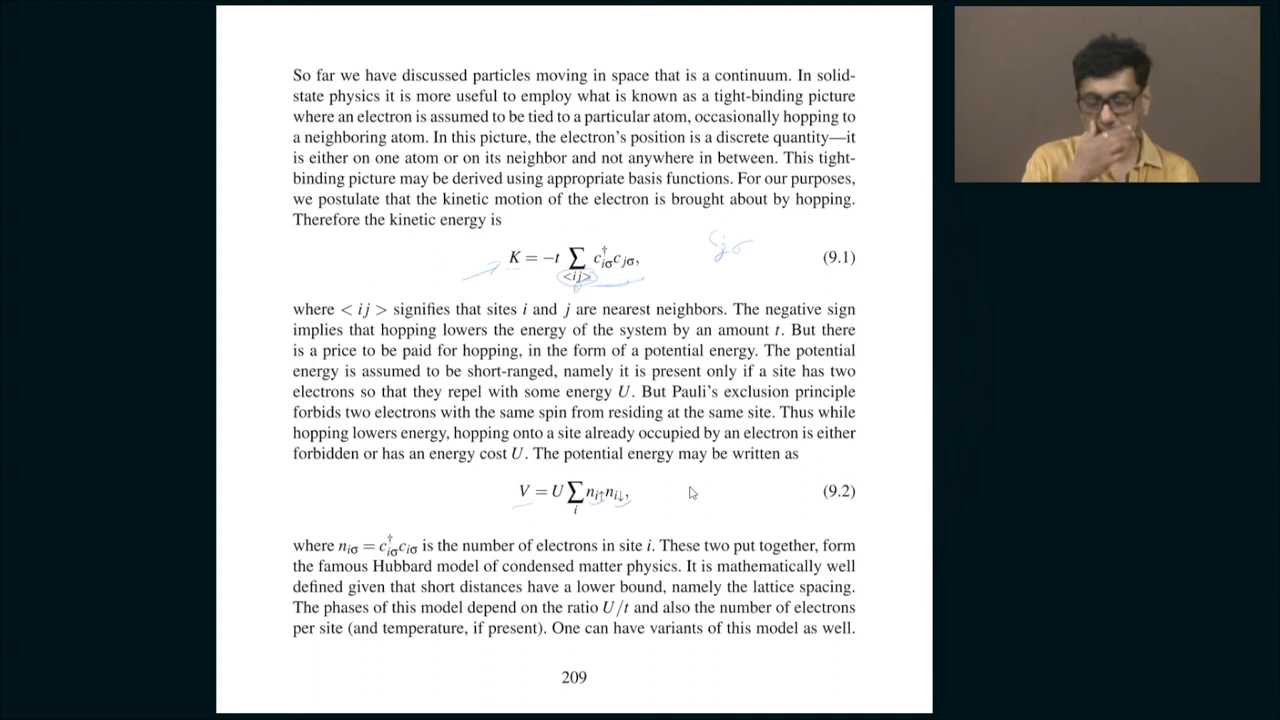 So far we have discussed particles moving in space that is a continuum. In solid-
state physics it is more useful to employ what is known as a tight-binding picture
where an electron is assumed to be tied to a particular atom, occasionally hopping to
a neighboring atom. In this picture, the electron's position is a discrete quantity—it
is either on one atom or on its neighbor and not anywhere in between. This tight-
binding picture may be derived using appropriate basis functions. For our purposes,
we postulate that the kinetic motion of the electron is brought about by hopping.
Therefore the kinetic energy is
K = −t ∑_{<ij>} c†_{iσ}c_{jσ}, (9.1)
where < ij > signifies that sites i and j are nearest neighbors. The negative sign
implies that hopping lowers the energy of the system by an amount t. But there
is a price to be paid for hopping, in the form of a potential energy. The potential
energy is assumed to be short-ranged, namely it is present only if a site has two
electrons so that they repel with some energy U. But Pauli's exclusion principle
forbids two electrons with the same spin from residing at the same site. Thus while
hopping lowers energy, hopping onto a site already occupied by an electron is either
forbidden or has an energy cost U. The potential energy may be written as
V = U ∑_i n_{i↑}n_{i↓}, (9.2)
where n_{iσ} = c†_{iσ}c_{iσ} is the number of electrons in site i. These two put together, form
the famous Hubbard model of condensed matter physics. It is mathematically well
defined given that short distances have a lower bound, namely the lattice spacing.
The phases of this model depend on the ratio U/t and also the number of electrons
per site (and temperature, if present). One can have variants of this model as well.
209